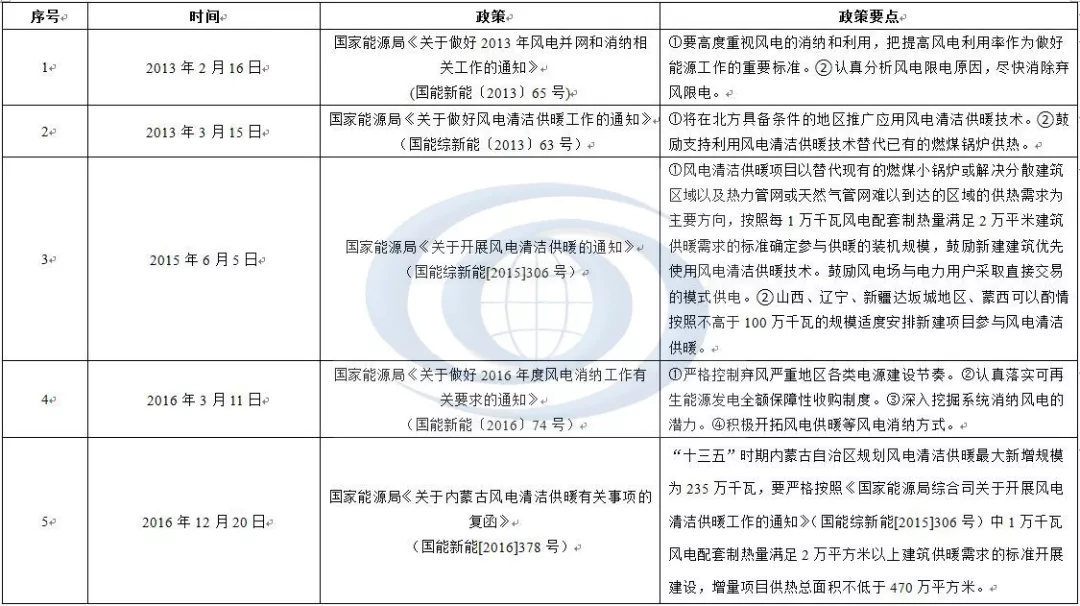 序号 时间 政策 政策要点
1
2013 年 2 月 16 日
国家能源局《关于做好 2013 年风电并网和消纳相
关工作的通知》
(国能新能〔2013〕65 号)
①要高度重视风电的消纳和利用，把提高风电利用率作为做好
能源工作的重要标准。②认真分析风电限电原因，尽快消除弃
风限电。
2
2013 年 3 月 15 日
国家能源局《关于做好风电清洁供暖工作的通知》
（国能综新能〔2013〕63 号）
①将在北方具备条件的地区推广应用风电清洁供暖技术。②鼓
励支持利用风电清洁供暖技术替代已有的燃煤锅炉供热。
3
2015 年 6 月 5 日
国家能源局《关于开展风电清洁供暖的通知》
（国能综新能[2015]306 号）
①风电清洁供暖项目以替代现有的燃煤小锅炉或解决分散建筑
区域以及热力管网或天然气管网难以到达的区域的供热需求为
主要方向，按照每 1 万千瓦风电配套制热量满足 2 万平米建筑
供暖需求的标准确定参与供暖的装机规模，鼓励新建建筑优先
使用风电清洁供暖技术。鼓励风电场与电力用户采取直接交易
的模式供电。②山西、辽宁、新疆达坂城地区、蒙西可以酌情
按照不高于 100 万千瓦的规模适度安排新建项目参与风电清洁
供暖。
4
2016 年 3 月 11 日
国家能源局《关于做好 2016 年度风电消纳工作有
关要求的通知》
（国能新能〔2016〕74 号）
①严格控制弃风严重地区各类电源建设节奏。②认真落实可再
生能源发电全额保障性收购制度。③深入挖掘系统消纳风电的
潜力。④积极开拓风电供暖等风电消纳方式。
5
2016 年 12 月 20 日
国家能源局《关于内蒙古风电清洁供暖有关事项的
复函》
（国能新能[2016]378 号）
“十三五”时期内蒙古自治区规划风电清洁供暖最大新增规模
为 235 万千瓦，要严格按照《国家能源局综合司关于开展风电
清洁供暖工作的通知》（国能综新能[2015]306 号）中 1 万千瓦
风电配套制热量满足 2 万平方米以上建筑供暖需求的标准开展
建设，增量项目供热总面积不低于 470 万平方米。